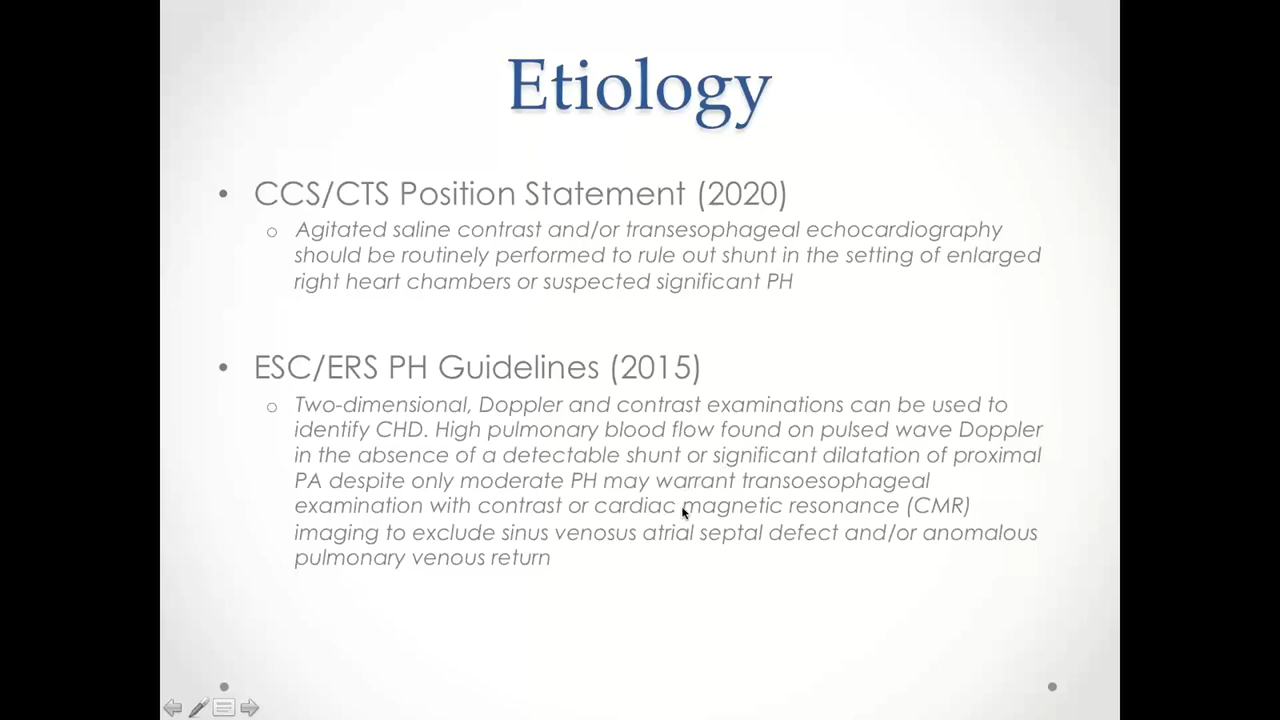 Etiology
• CCS/CTS Position Statement (2020)
o Agitated saline contrast and/or transesophageal echocardiography
should be routinely performed to rule out shunt in the setting of enlarged
right heart chambers or suspected significant PH
• ESC/ERS PH Guidelines (2015)
o Two-dimensional, Doppler and contrast examinations can be used to
identify CHD. High pulmonary blood flow found on pulsed wave Doppler
in the absence of a detectable shunt or significant dilatation of proximal
PA despite only moderate PH may warrant transoesophageal
examination with contrast or cardiac magnetic resonance (CMR)
imaging to exclude sinus venosus atrial septal defect and/or anomalous
pulmonary venous return